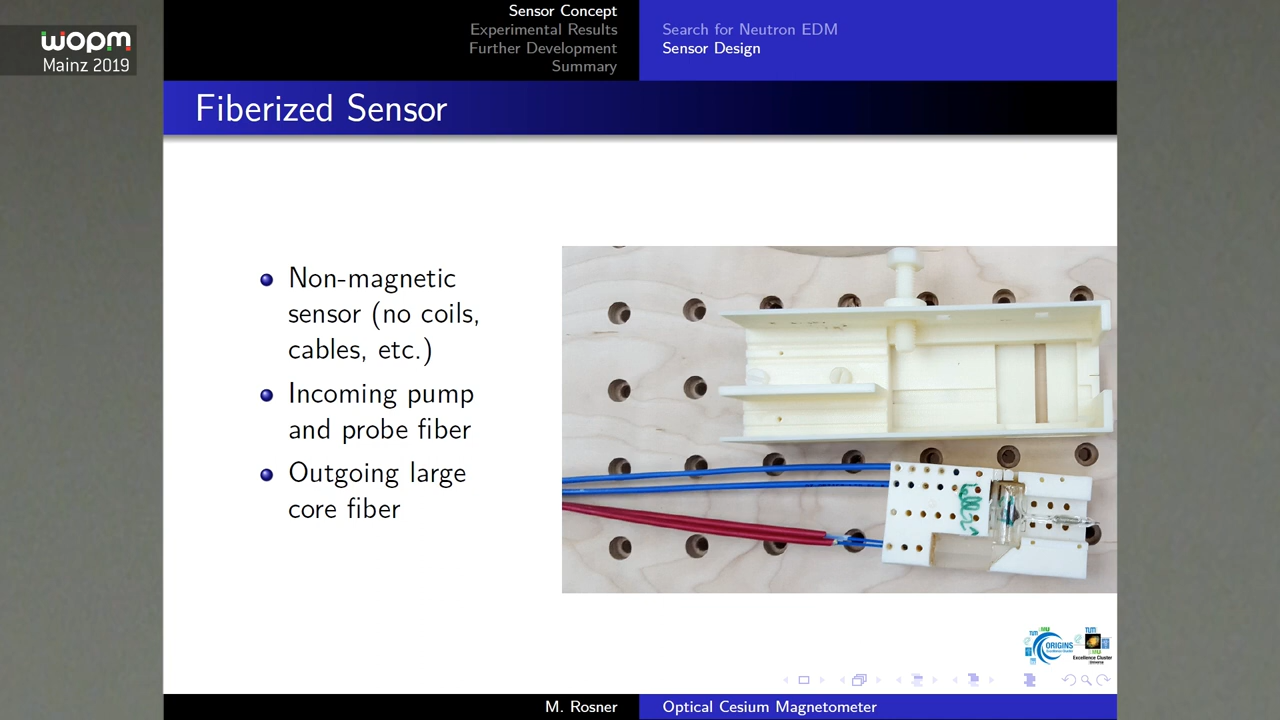 wopm
Mainz 2019
Sensor Concept
Experimental Results
Further Development
Summary
Search for Neutron EDM
Sensor Design
Fiberized Sensor
Non-magnetic
sensor (no coils,
cables, etc.)
Incoming pump
and probe fiber
Outgoing large
core fiber
ORIGINS
Excellence Cluster
M. Rosner
Optical Cesium Magnetometer